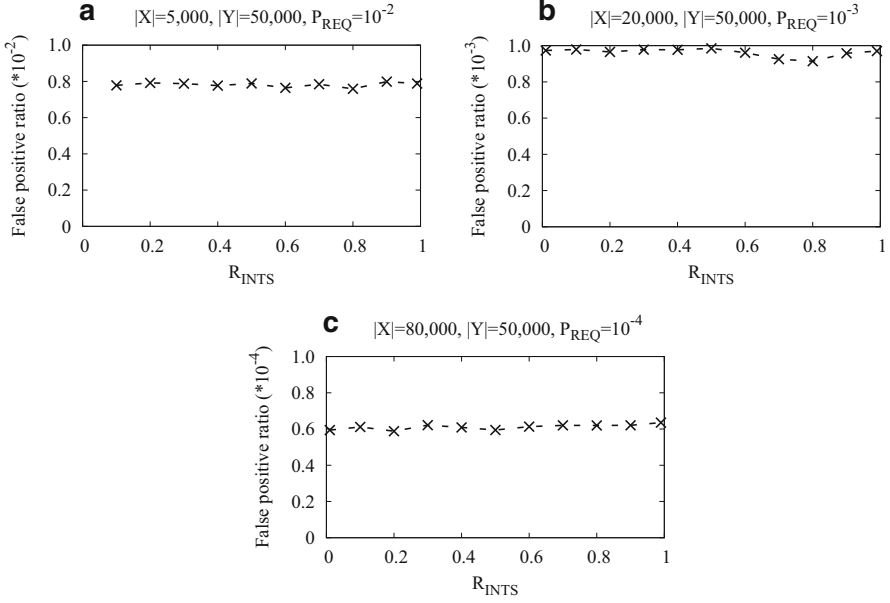 a
|X|=5,000, |Y|=50,000, P_REQ=10^-2
False positive ratio (*10^-2)
1.0
0.8
0.6
0.4
0.2
0
0 0.2 0.4 0.6 0.8 1
R_INTS
b
|X|=20,000, |Y|=50,000, P_REQ=10^-3
False positive ratio (*10^-3)
1.0
0.8
0.6
0.4
0.2
0
0 0.2 0.4 0.6 0.8 1
R_INTS
c
|X|=80,000, |Y|=50,000, P_REQ=10^-4
False positive ratio (*10^-4)
1.0
0.8
0.6
0.4
0.2
0
0 0.2 0.4 0.6 0.8 1
R_INTS